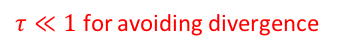 τ ≪ 1 for avoiding divergence